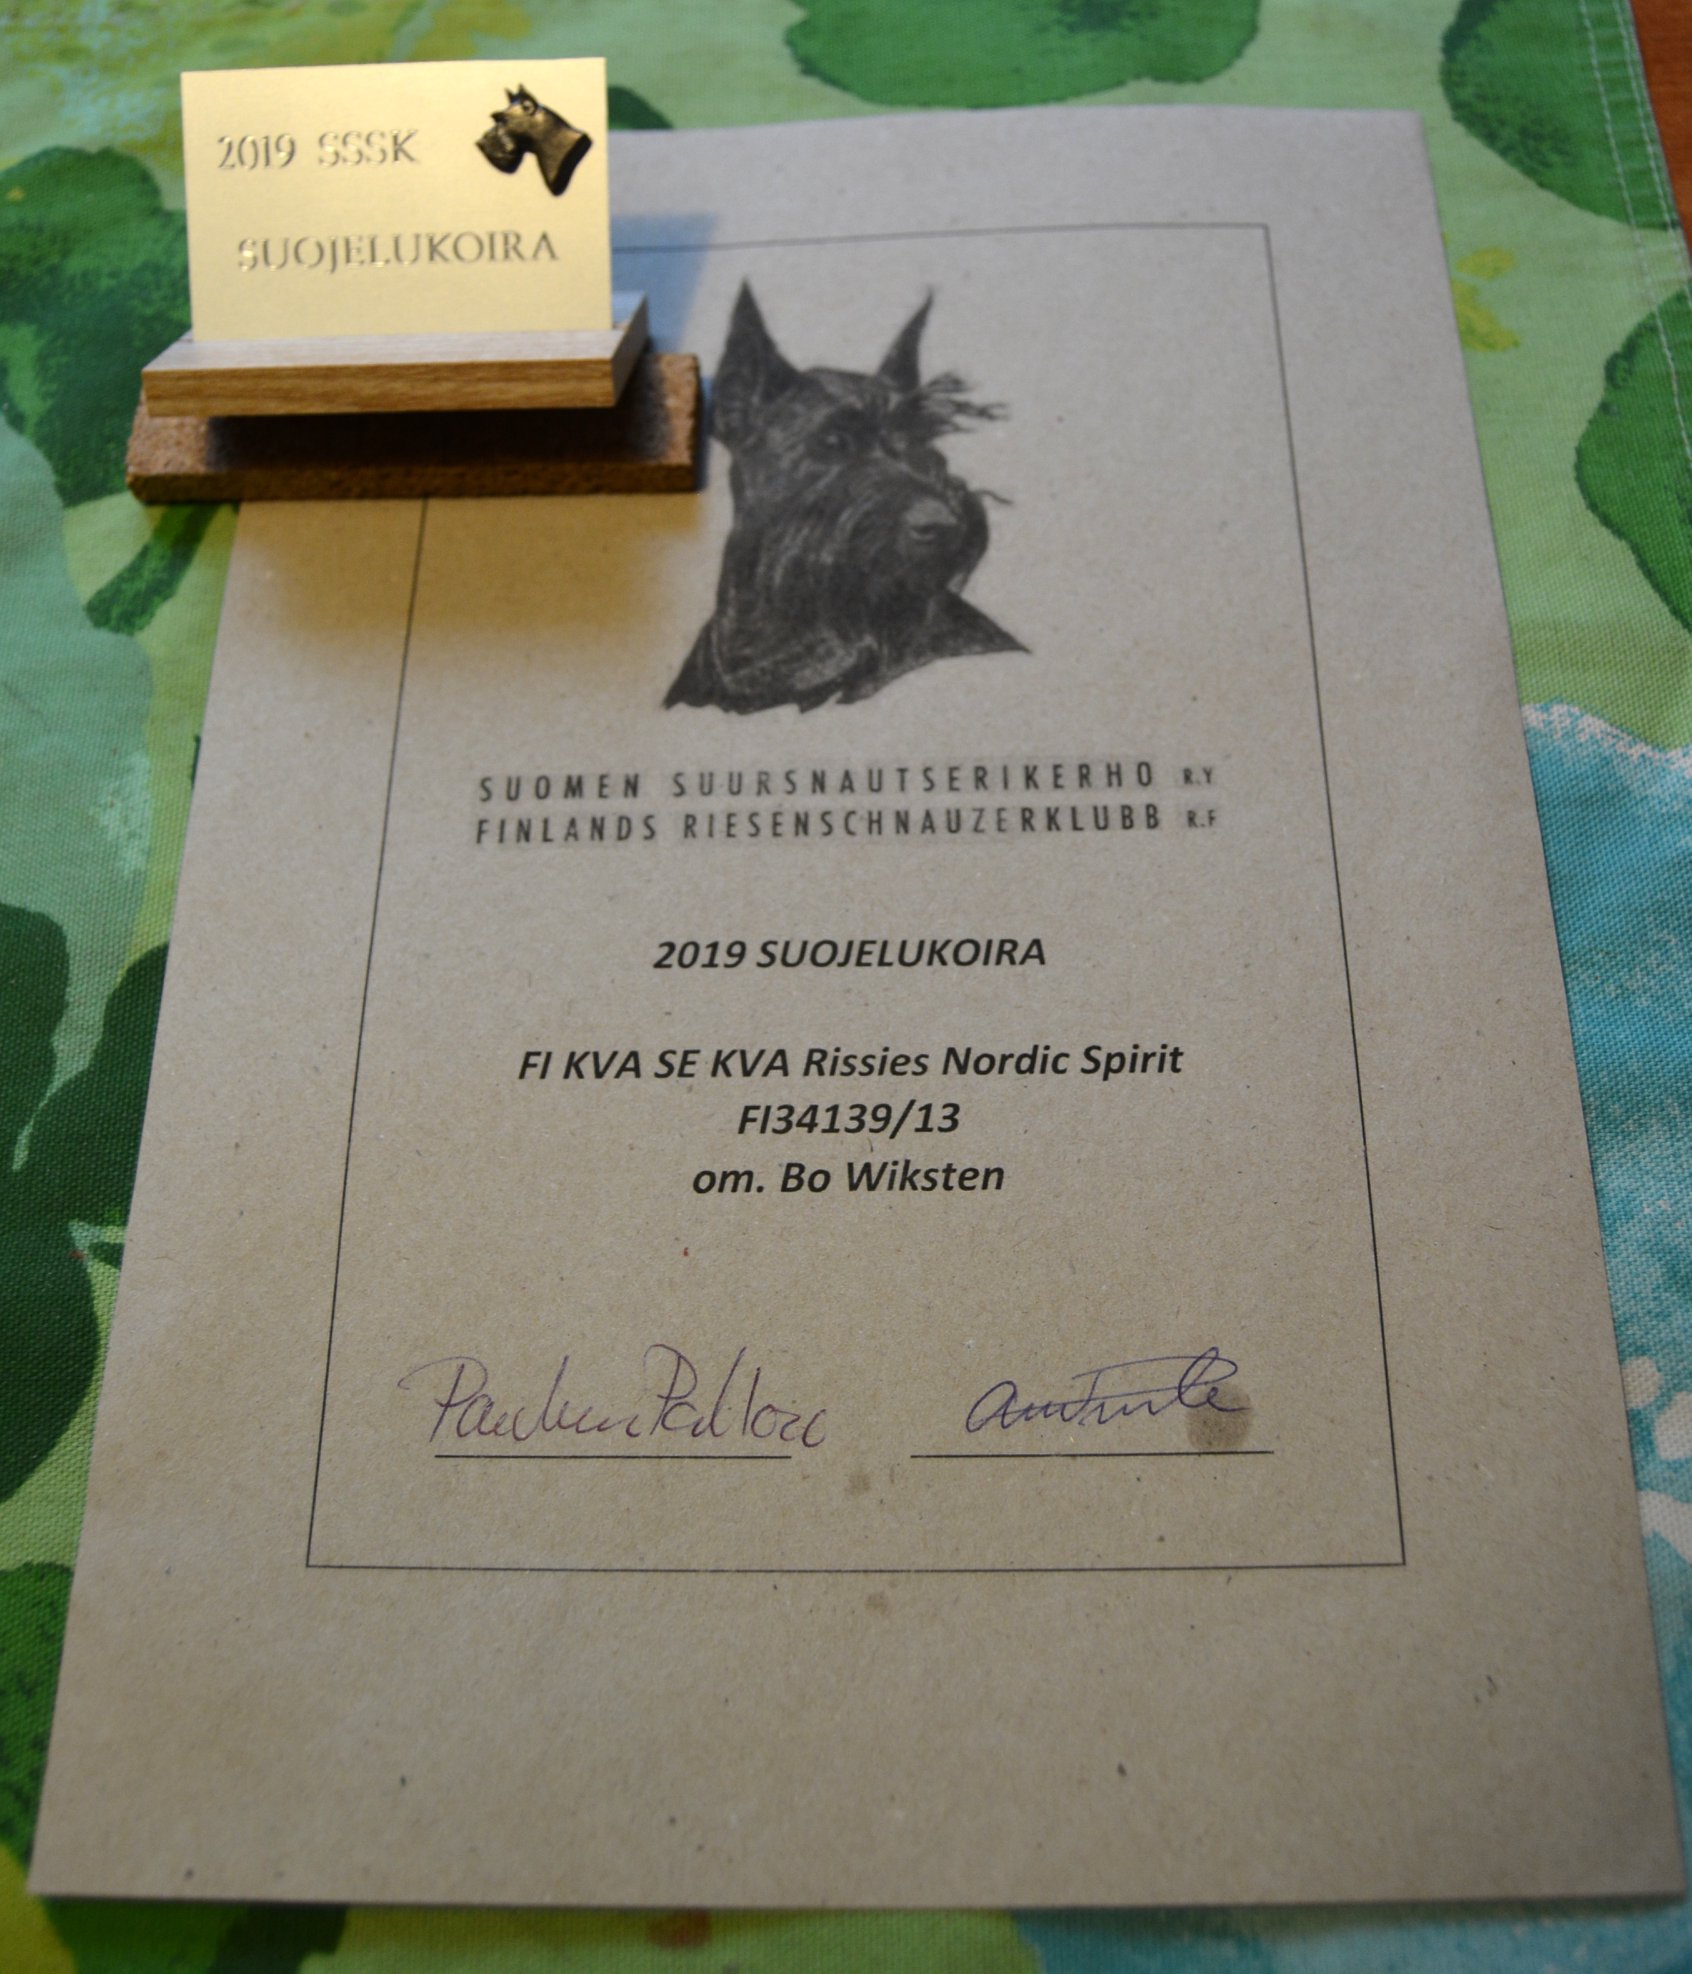 2019 SSSK
SUOJELUKOIRA
SUOMEN SUURSNAUTSERIKERHO R.Y
FINLANDS RIESENSCHNAUZERKLUBB R.F
2019 SUOJELUKOIRA
FI KVA SE KVA Rissies Nordic Spirit
FI34139/13
om. Bo Wiksten